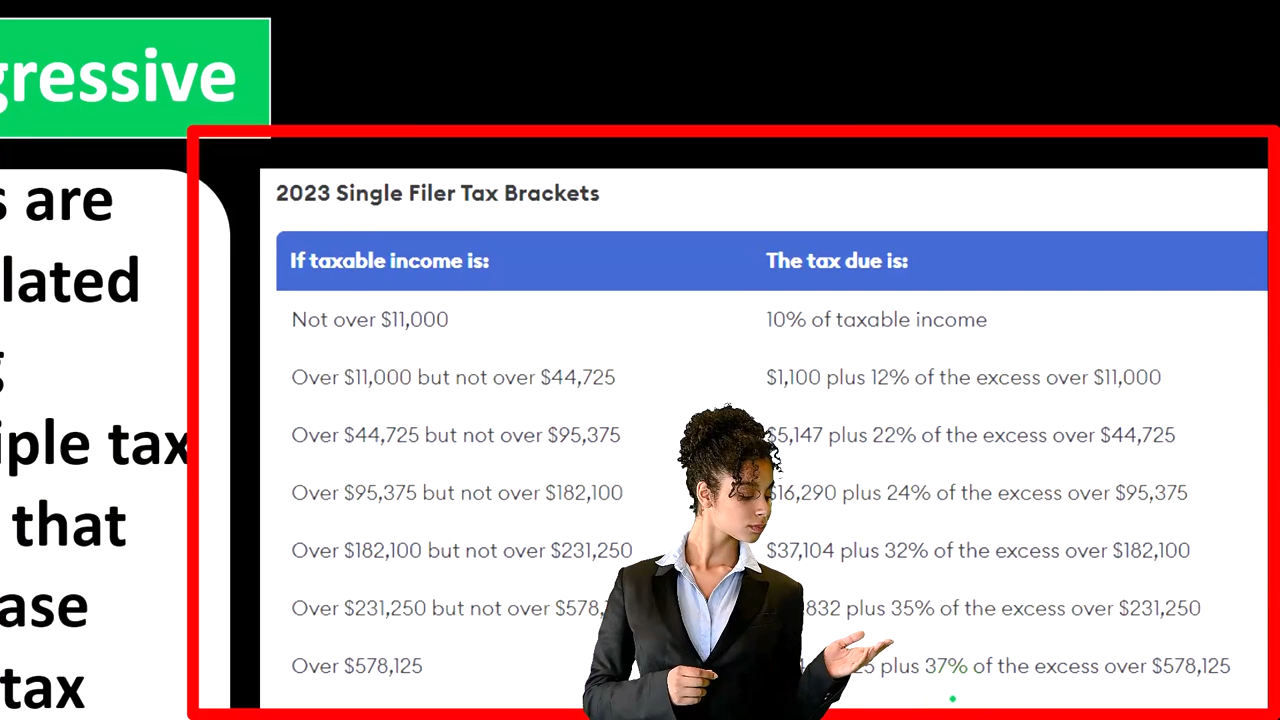 gressive
s are
lated
g
iple tax
that
ase
tax
2023 Single Filer Tax Brackets
If taxable income is: The tax due is:
Not over $11,000 10% of taxable income
Over $11,000 but not over $44,725 $1,100 plus 12% of the excess over $11,000
Over $44,725 but not over $95,375 $5,147 plus 22% of the excess over $44,725
Over $95,375 but not over $182,100 $16,290 plus 24% of the excess over $95,375
Over $182,100 but not over $231,250 $37,104 plus 32% of the excess over $182,100
Over $231,250 but not over $578, 832 plus 35% of the excess over $231,250
Over $578,125 plus 37% of the excess over $578,125